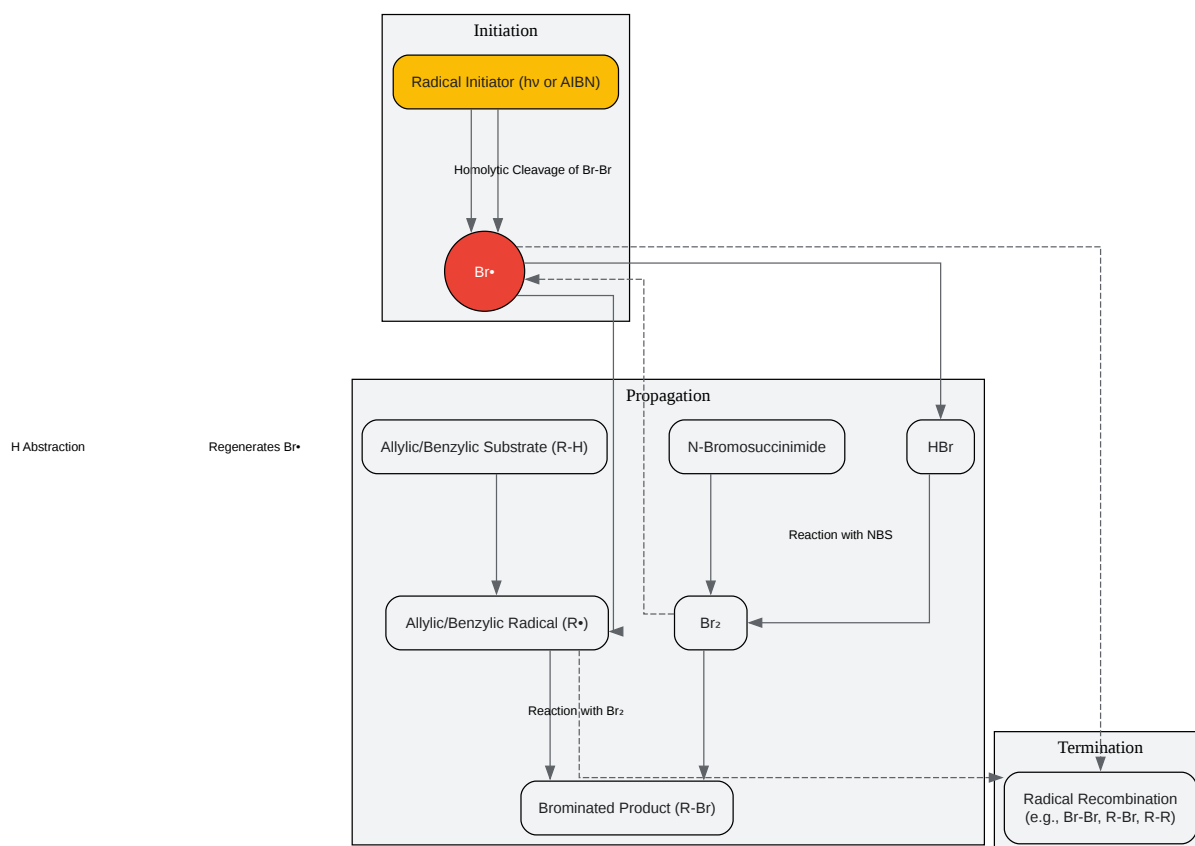 Initiation
Radical Initiator (hν or AIBN)
Homolytic Cleavage of Br-Br
Br•
Propagation
H Abstraction
Regenerates Br•
Allylic/Benzylic Substrate (R-H)
N-Bromosuccinimide
HBr
Reaction with NBS
Allylic/Benzylic Radical (R•)
Br₂
Reaction with Br₂
Termination
Brominated Product (R-Br)
Radical Recombination
(e.g., Br-Br, R-Br, R-R)